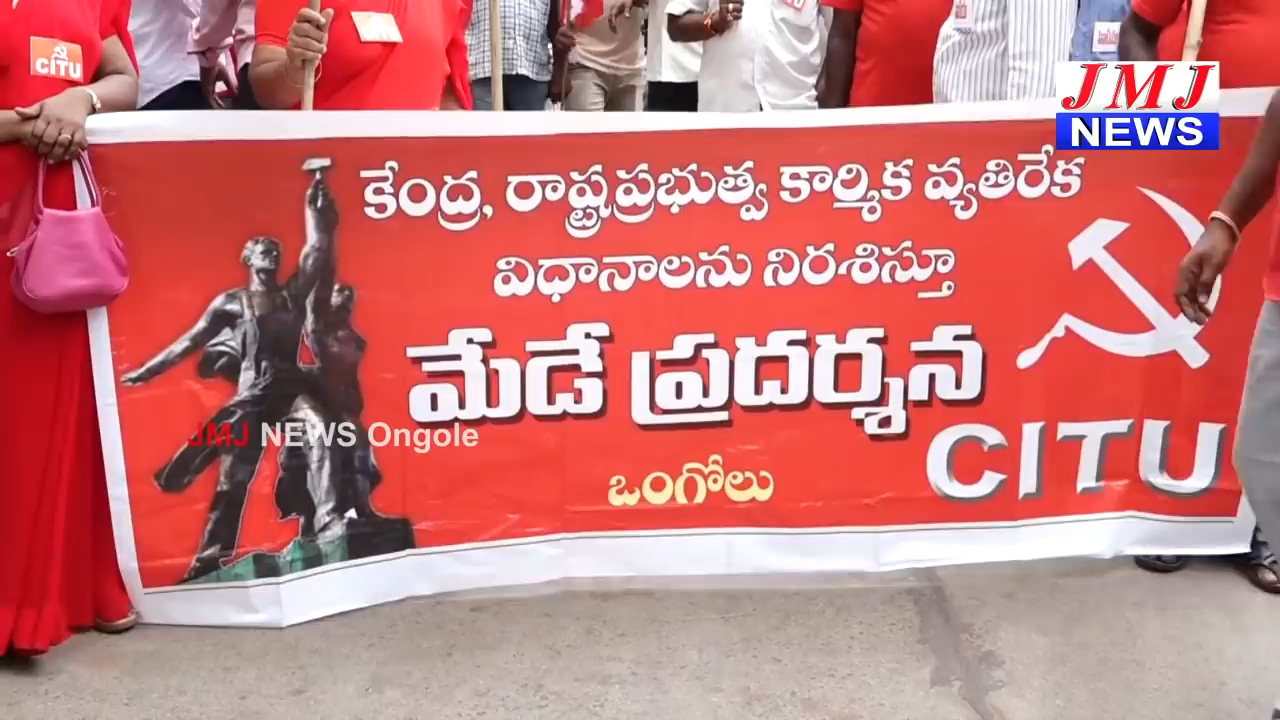 CITU
JMJ
NEWS
కేంద్ర, రాష్ట్రప్రభుత్వ కార్మిక వ్యతిరేక
విధానాలను నిరశిస్తూ
మేడే ప్రదర్శన
JMJ NEWS Ongole
CITU
ఒంగోలు